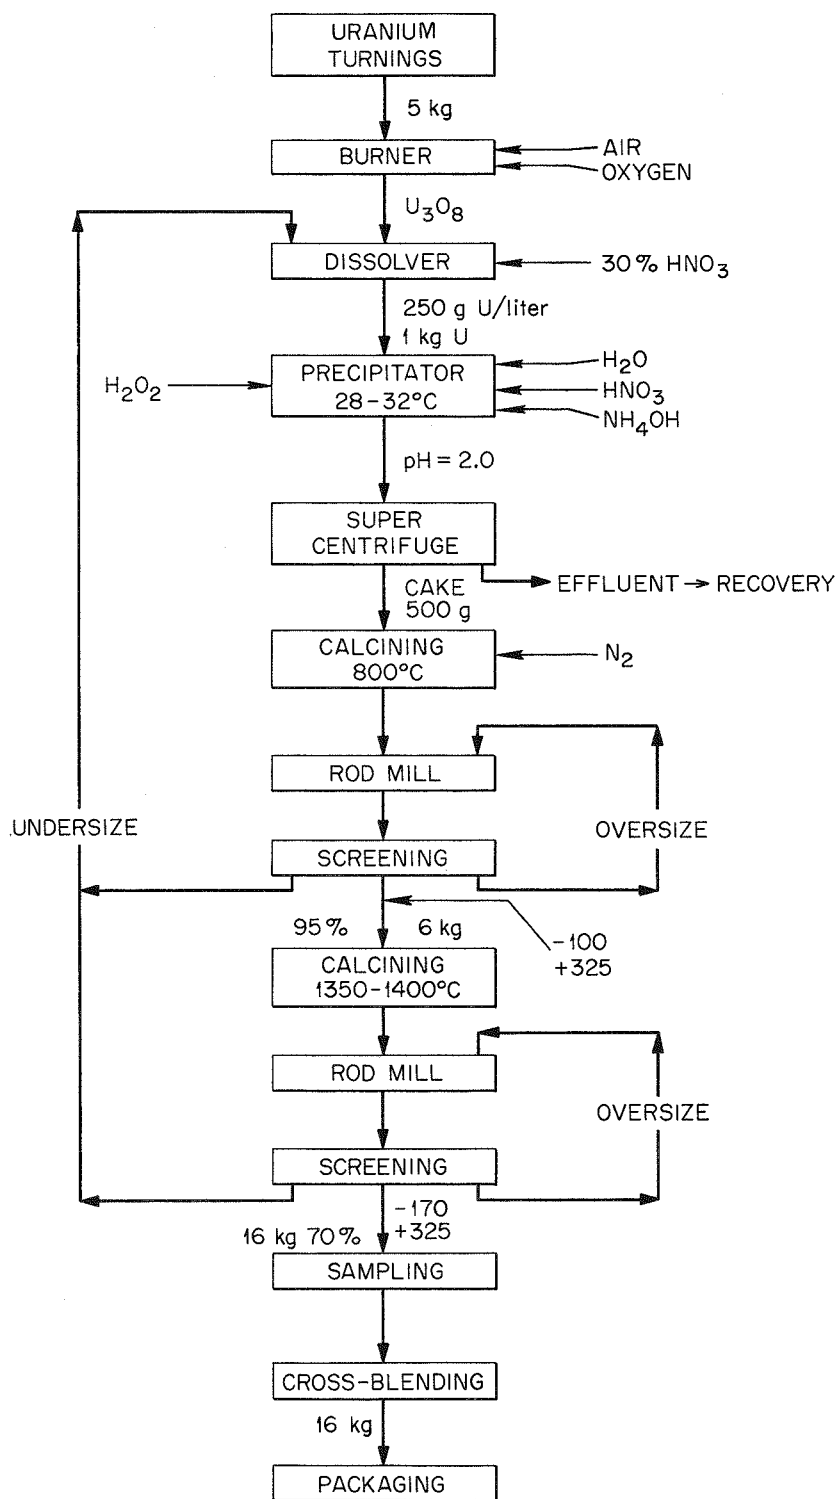 URANIUM
TURNINGS
5 kg
BURNER
AIR
OXYGEN
U₃O₈
DISSOLVER
30% HNO₃
250 g U/liter
1 kg U
H₂O₂
PRECIPITATOR
28-32°C
H₂O
HNO₃
NH₄OH
pH = 2.0
SUPER
CENTRIFUGE
EFFLUENT → RECOVERY
CAKE
500 g
CALCINING
800°C
N₂
ROD MILL
UNDERSIZE
OVERSIZE
SCREENING
95%
6 kg
-100
+325
CALCINING
1350-1400°C
ROD MILL
OVERSIZE
SCREENING
-170
+325
16 kg 70%
SAMPLING
CROSS-BLENDING
16 kg
PACKAGING